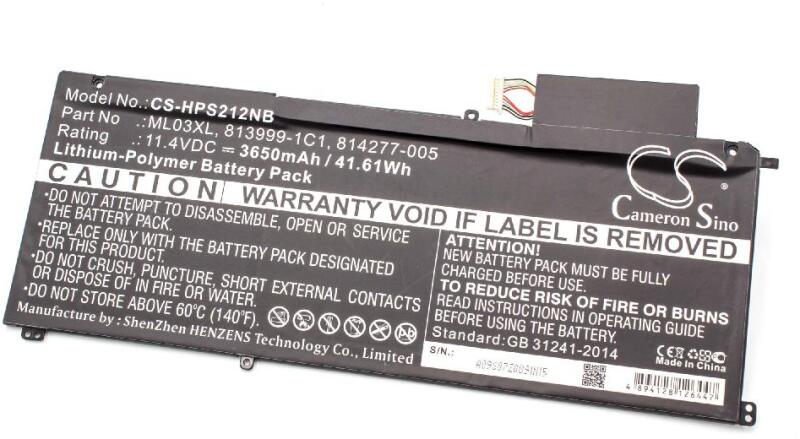 Model No.:CS-HPS212NB
Part No :ML03XL, 813999-1C1, 814277-005
Rating :11.4VDC ⎓ 3650mAh / 41.61Wh
Lithium-Polymer Battery Pack
CS
Cameron Sino
CAUTION: WARRANTY VOID IF LABEL IS REMOVED
•DO NOT ATTEMPT TO DISASSEMBLE, OPEN OR SERVICE
THE BATTERY PACK.
•REPLACE ONLY WITH THE BATTERY PACK DESIGNATED
FOR THIS PRODUCT.
•DO NOT CRUSH, PUNCTURE, SHORT EXTERNAL CONTACTS
OR DISPOSE OF IN FIRE OR WATER.
•DO NOT STORE ABOVE 60°C (140°F).
Manufacture by: ShenZhen HENZENS Technology Co., Limited
ATTENTION:
NEW BATTERY PACK MUST BE FULLY
CHARGED BEFORE USE.
TO REDUCE RISK OF FIRE OR BURNS
READ INSTRUCTIONS IN OPERATING GUIDE
BEFORE USING THE BATTERY.
Standard:GB 31241-2014
S/N.:
CE
Made In China
4 894128 126447